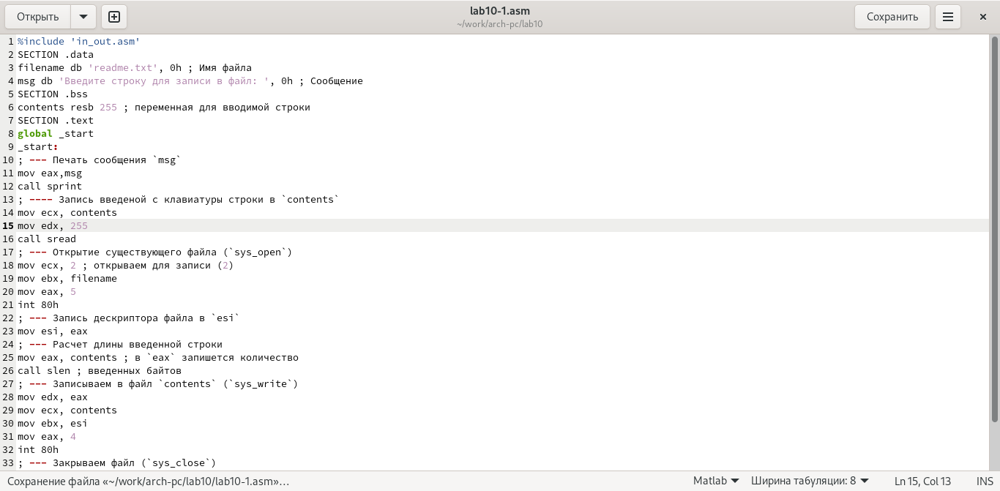 Открыть
lab10-1.asm
~/work/arch-pc/lab10
Сохранить
1 %include 'in_out.asm'
2 SECTION .data
3 filename db 'readme.txt', 0h ; Имя файла
4 msg db 'Введите строку для записи в файл: ', 0h ; Сообщение
5 SECTION .bss
6 contents resb 255 ; переменная для вводимой строки
7 SECTION .text
8 global _start
9 _start:
10 ; --- Печать сообщения `msg`
11 mov eax,msg
12 call sprint
13 ; ---- Запись введеной с клавиатуры строки в `contents`
14 mov ecx, contents
15 mov edx, 255
16 call sread
17 ; --- Открытие существующего файла (`sys_open`)
18 mov ecx, 2 ; открываем для записи (2)
19 mov ebx, filename
20 mov eax, 5
21 int 80h
22 ; --- Запись дескриптора файла в `esi`
23 mov esi, eax
24 ; --- Расчет длины введенной строки
25 mov eax, contents ; в `eax` запишется количество
26 call slen ; введенных байтов
27 ; --- Записываем в файл `contents` (`sys_write`)
28 mov edx, eax
29 mov ecx, contents
30 mov ebx, esi
31 mov eax, 4
32 int 80h
33 ; --- Закрываем файл (`sys_close`)
Сохранение файла «~/work/arch-pc/lab10/lab10-1.asm»… Matlab Ширина табуляции: 8 Ln 15, Col 13 INS